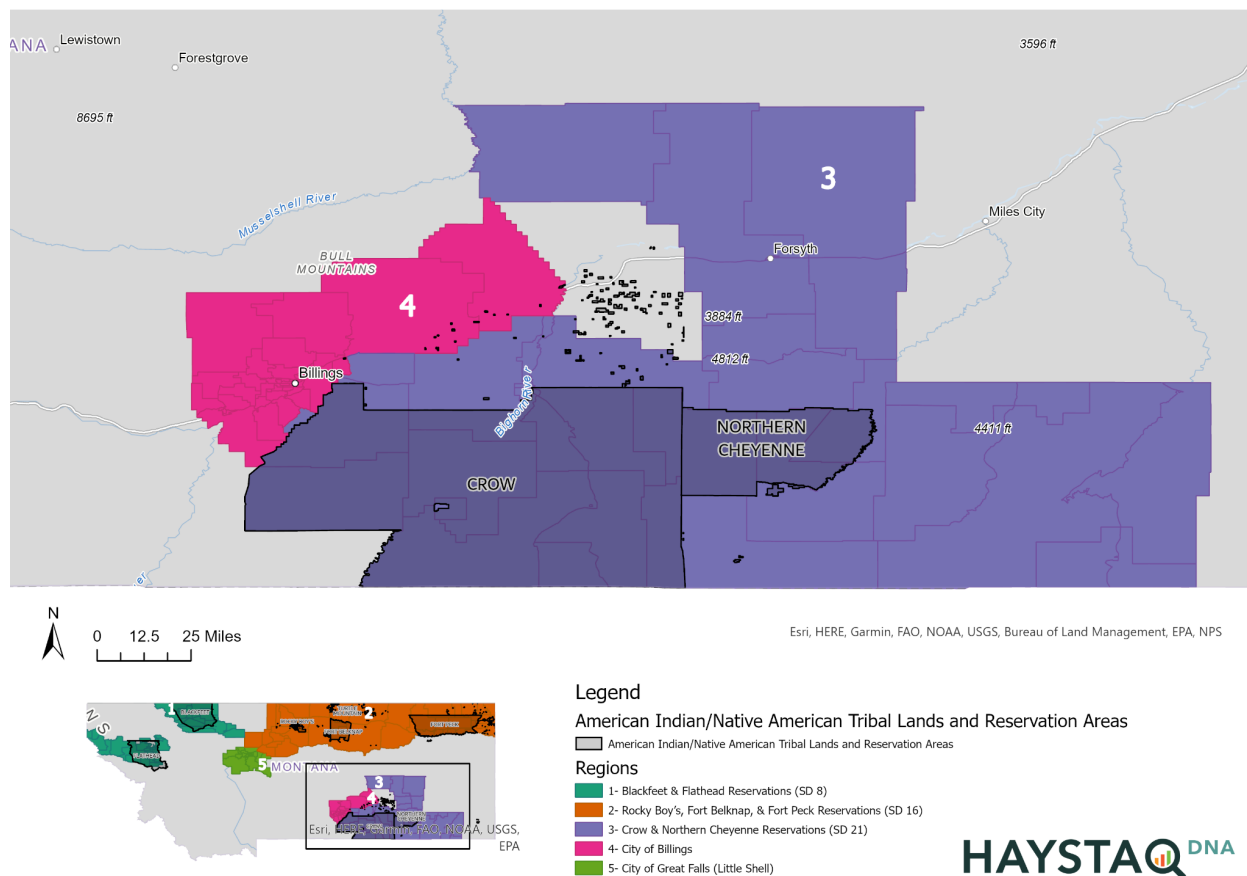 ANA
Lewistown
Forestgrove
3596 ft
8695 ft
3
Musselshell River
Miles City
BULL
MOUNTAINS
Forsyth
4
3884 ft
4812 ft
Billings
Bighorn River
NORTHERN
CHEYENNE
4411 ft
CROW
er
N
0 12.5 25 Miles
Esri, HERE, Garmin, FAO, NOAA, USGS, Bureau of Land Management, EPA, NPS
N S
1
BLACKFEET
2
FORT PECK
5 MONTANA
3
4
NORTHERN
CHEYENNE
Esri, HERE, Garmin, FAO, NOAA, USGS,
EPA
Legend
American Indian/Native American Tribal Lands and Reservation Areas
American Indian/Native American Tribal Lands and Reservation Areas
Regions
1- Blackfeet & Flathead Reservations (SD 8)
2- Rocky Boy's, Fort Belknap, & Fort Peck Reservations (SD 16)
3- Crow & Northern Cheyenne Reservations (SD 21)
4- City of Billings
5- City of Great Falls (Little Shell)
HAYSTAQ DNA